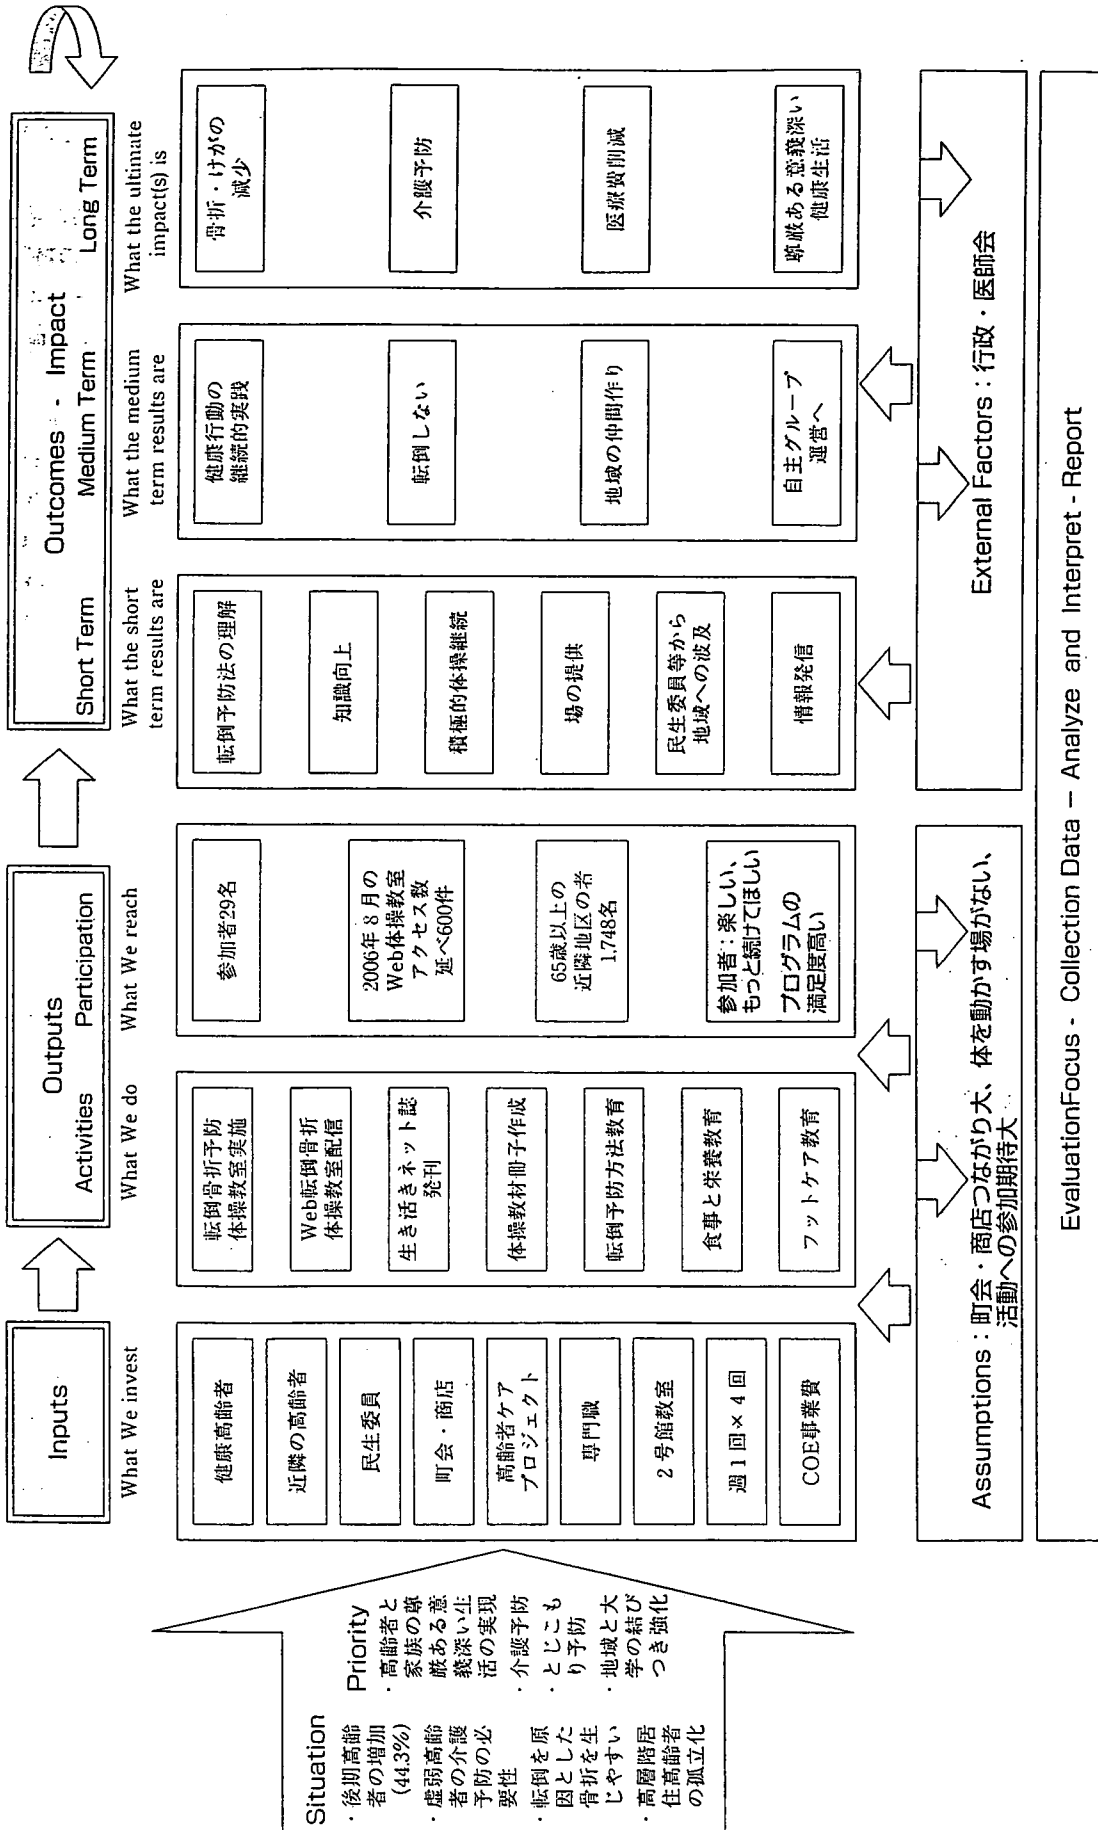 Situation
・後期高齢
者の増加
(44.3%)
・虚弱高齢
者の介護
予防の必
要性
・転倒を原
因とした
骨折を生
じやすい
・高層階居
住高齢者
の孤立化
Priority
・高齢者と
家族の尊
厳ある意
義深い生
活の実現
・介護予防
・とじこも
り予防
・地域と大
学の結び
つき強化
Inputs
What We invest
健康高齢者
近隣の高齢者
民生委員
町会・商店
高齢者ケア
プロジェクト
専門職
2号館教室
週1回×4回
COE事業費
Outputs
Activities Participation
What We do
転倒骨折予防
体操教室実施
Web転倒骨折
体操教室配信
生き活きネット誌
発刊
体操教材冊子作成
転倒予防方法教育
食事と栄養教育
フットケア教育
What We reach
参加者29名
2006年8月の
Web体操教室
アクセス数
延べ600件
65歳以上の
近隣地区の者
1,748名
参加者：楽しい、
もっと続けてほしい
プログラムの
満足度高い
Outcomes - Impact
Short Term Medium Term Long Term
What the short
term results are
転倒予防法の理解
知識向上
積極的体操継続
場の提供
民生委員等から
地域への波及
情報発信
What the medium
term results are
健康行動の
継続的実践
転倒しない
地域の仲間作り
自主グループ
運営へ
What the ultimate
impact(s) is
骨折・けがの
減少
介護予防
医療費削減
尊厳ある意義深い
健康生活
Assumptions：町会・商店つながり大、体を動かす場がない、
活動への参加期待大
External Factors：行政・医師会
EvaluationFocus - Collection Data – Analyze and Interpret - Report